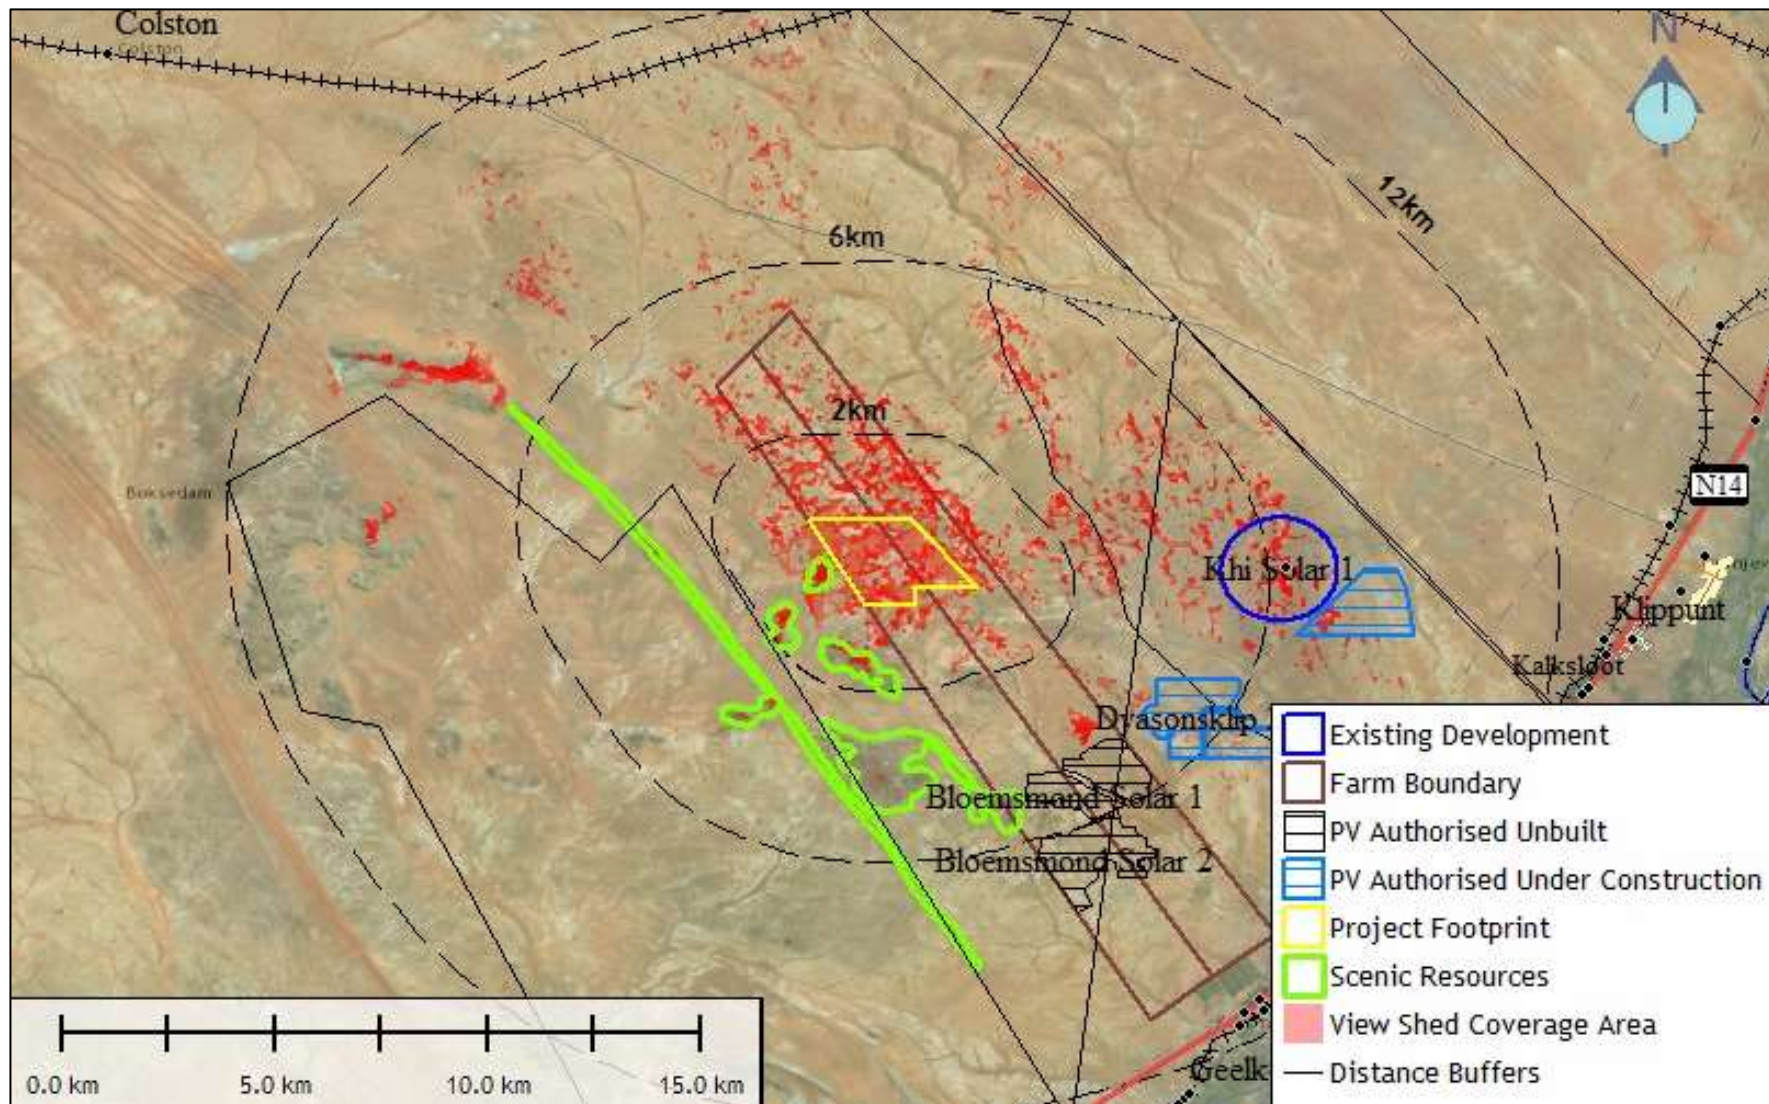 Colston
Colston
N
12km
6km
2km
Boksedam
N14
Khi Solar 1
Klippunt
Kalksloot
Dyasonsklip
Bloemsmond Solar 1
Bloemsmond Solar 2
Geelk
Existing Development
Farm Boundary
PV Authorised Unbuilt
PV Authorised Under Construction
Project Footprint
Scenic Resources
View Shed Coverage Area
Distance Buffers
0.0 km 5.0 km 10.0 km 15.0 km